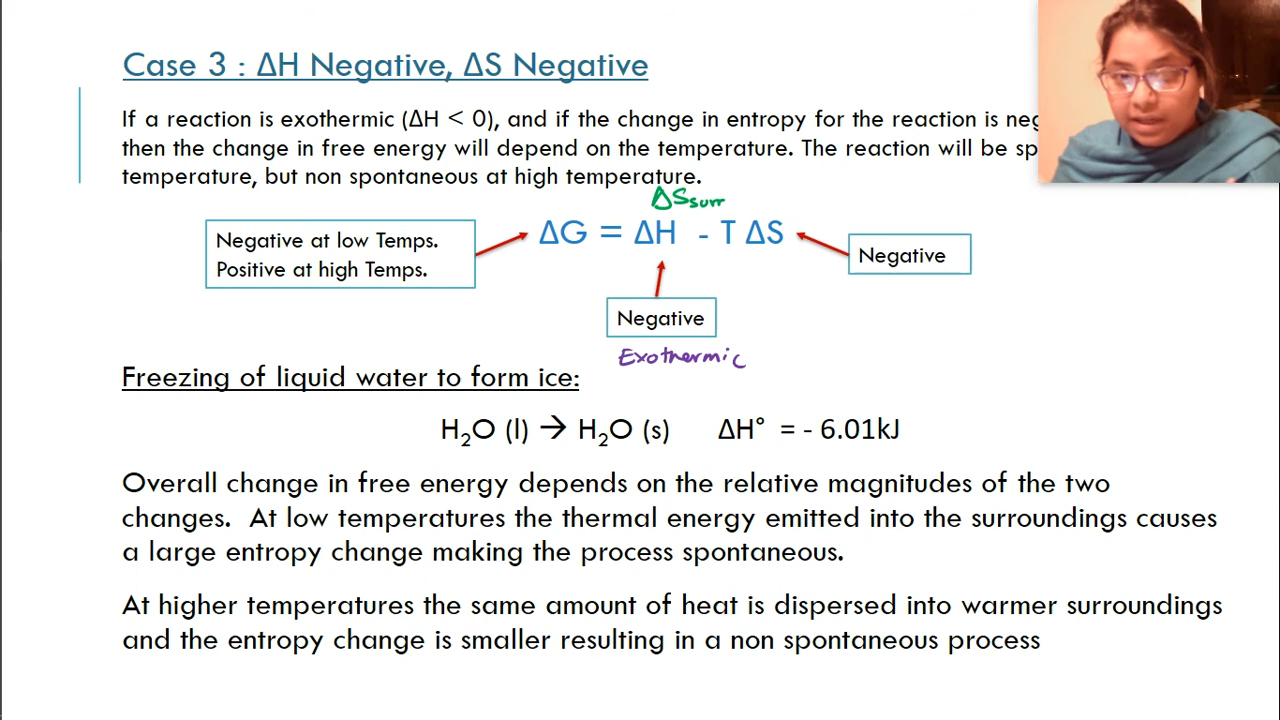 Case 3 : ΔH Negative, ΔS Negative
If a reaction is exothermic (ΔH < 0), and if the change in entropy for the reaction is
then the change in free energy will depend on the temperature. The reaction will be
temperature, but non spontaneous at high temperature.
ΔSsurr
Negative at low Temps.
Positive at high Temps.
ΔG = ΔH - T ΔS
Negative
Negative
Exothermic
Freezing of liquid water to form ice:
H₂O (l) → H₂O (s) ΔH° = - 6.01kJ
Overall change in free energy depends on the relative magnitudes of the two
changes. At low temperatures the thermal energy emitted into the surroundings causes
a large entropy change making the process spontaneous.
At higher temperatures the same amount of heat is dispersed into warmer surroundings
and the entropy change is smaller resulting in a non spontaneous process